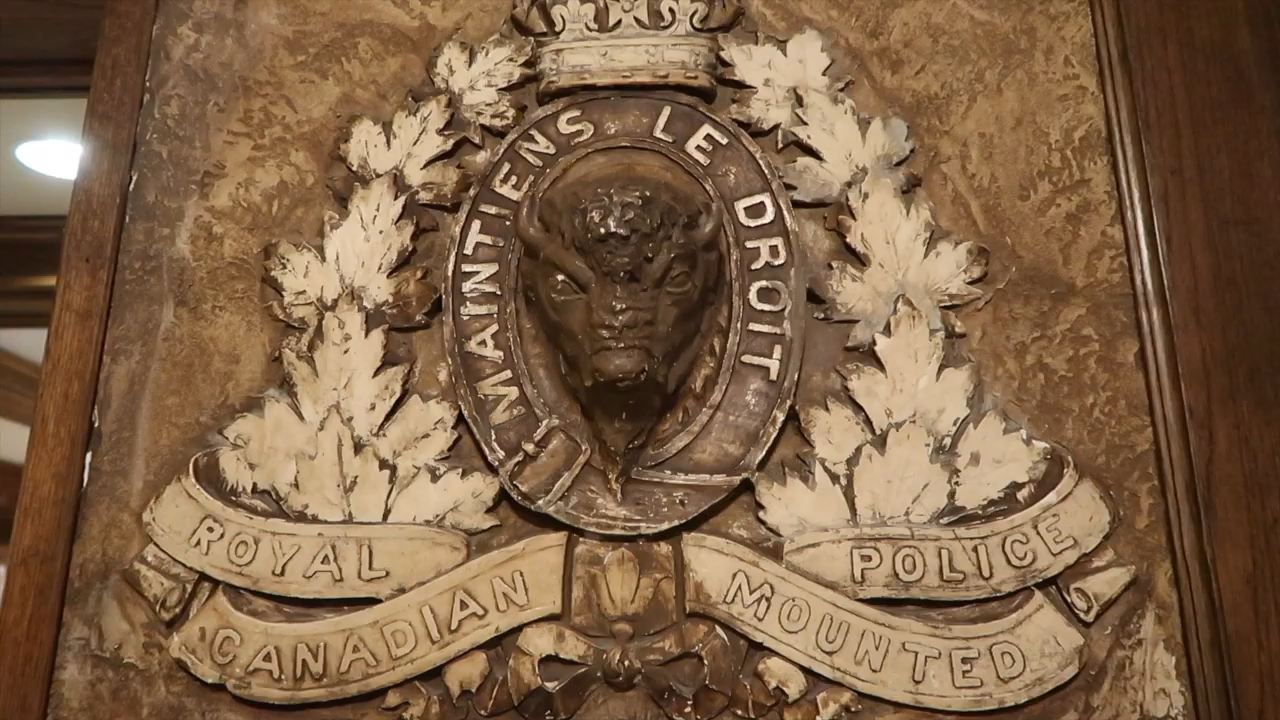 MAINTIENS LE DROIT
ROYAL
CANADIAN
MOUNTED
POLICE